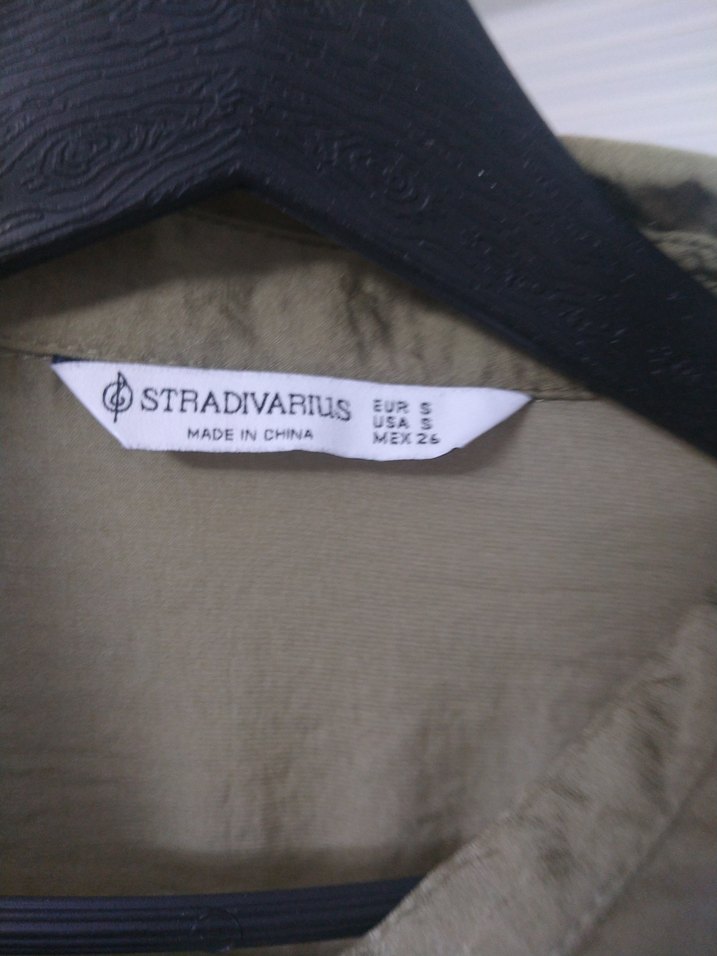 STRADIVARIUS
MADE IN CHINA
EUR S
USA S
MEX 26